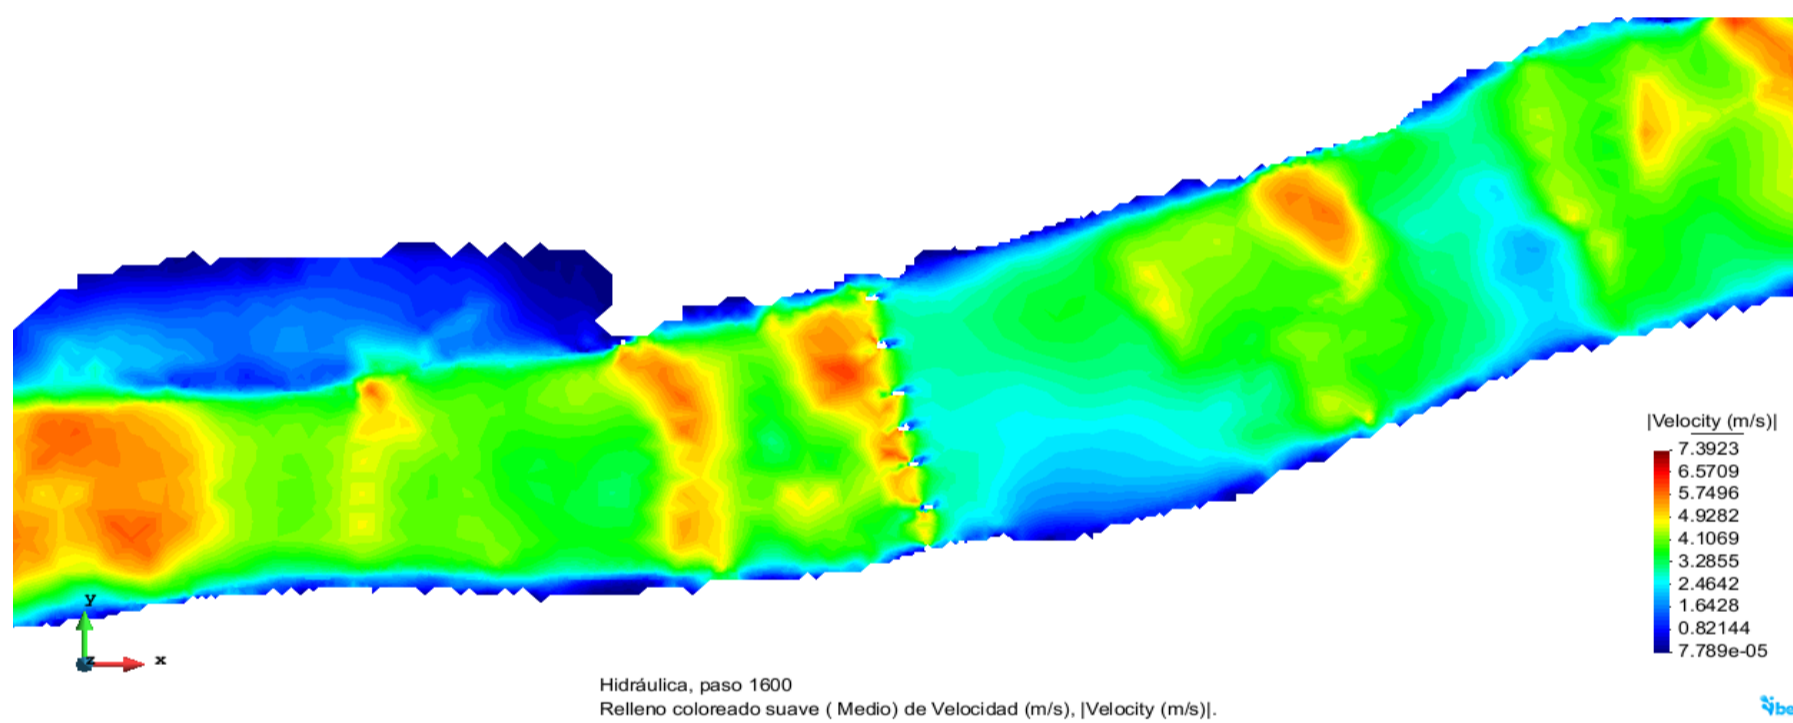 |Velocity (m/s)|
7.3923
6.5709
5.7496
4.9282
4.1069
3.2855
2.4642
1.6428
0.82144
7.789e-05
y
z
x
Hidráulica, paso 1600
Relleno coloreado suave ( Medio) de Velocidad (m/s), |Velocity (m/s)|.